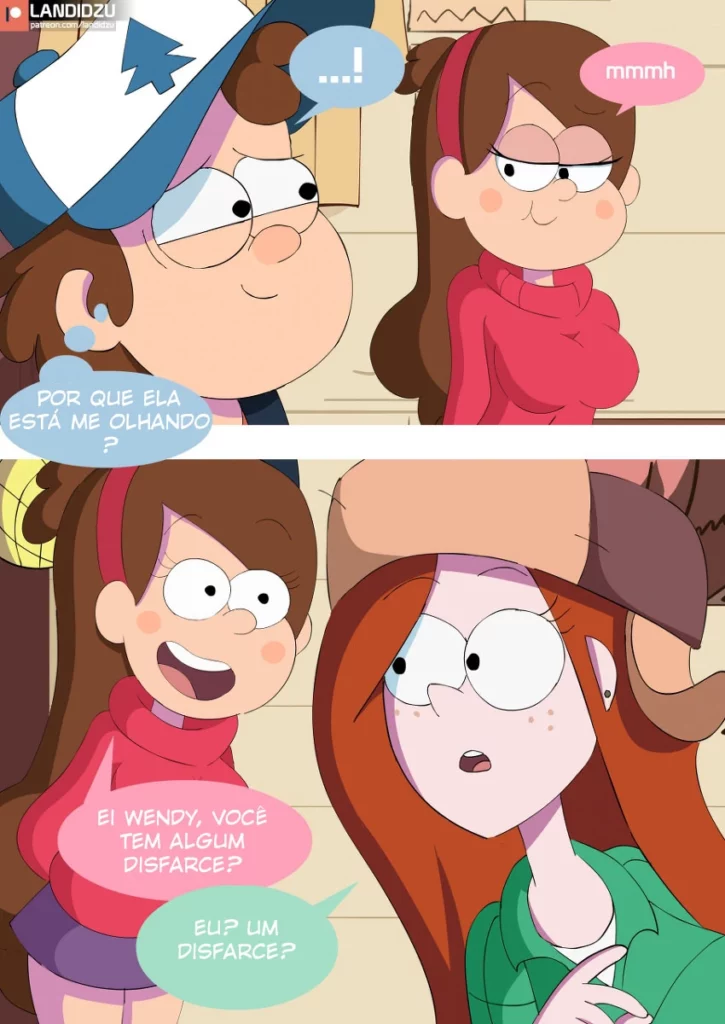 LANDIDZU
patreon.com/landidzu
...!
mmmh
POR QUE ELA
ESTÁ ME OLHANDO
?
EI WENDY, VOCÊ
TEM ALGUM
DISFARCE?
EU? UM
DISFARCE?